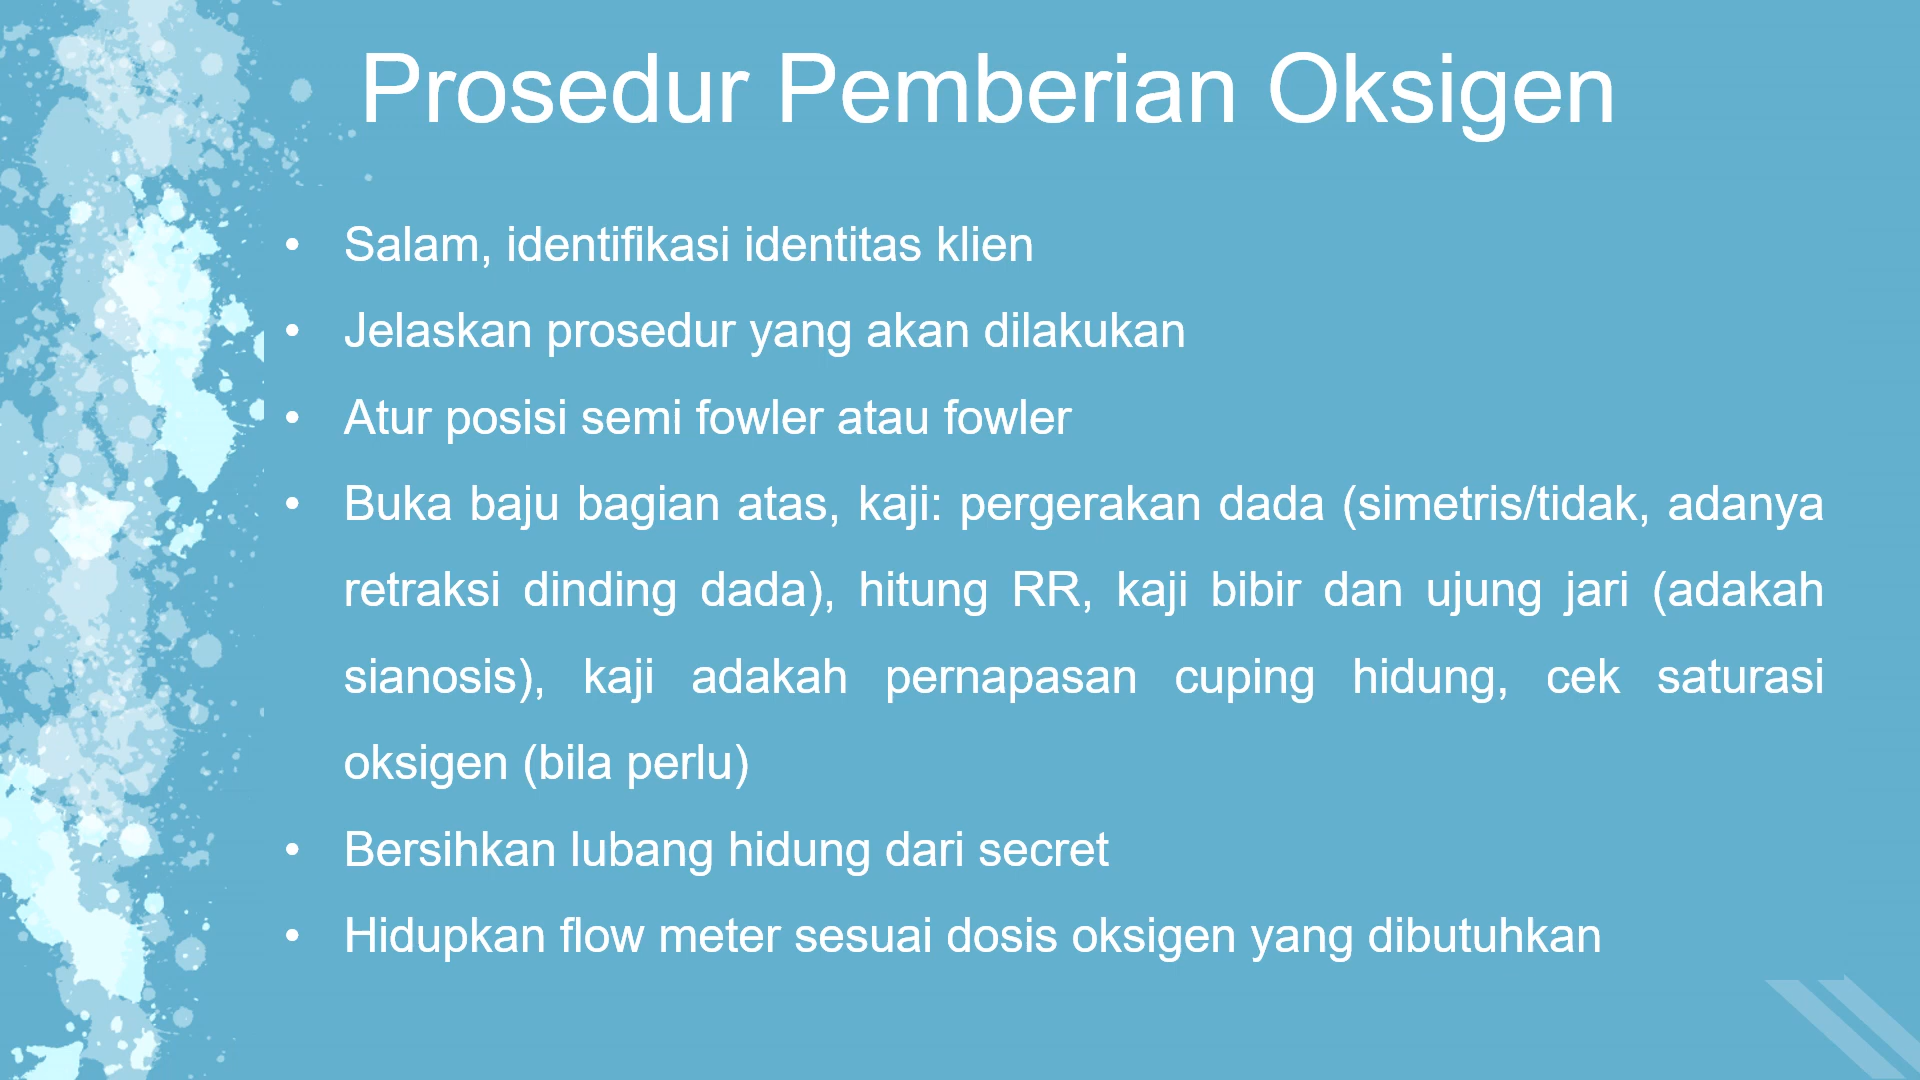 Prosedur Pemberian Oksigen
• Salam, identifikasi identitas klien
• Jelaskan prosedur yang akan dilakukan
• Atur posisi semi fowler atau fowler
• Buka baju bagian atas, kaji: pergerakan dada (simetris/tidak, adanya
retraksi dinding dada), hitung RR, kaji bibir dan ujung jari (adakah
sianosis), kaji adakah pernapasan cuping hidung, cek saturasi
oksigen (bila perlu)
• Bersihkan lubang hidung dari secret
• Hidupkan flow meter sesuai dosis oksigen yang dibutuhkan